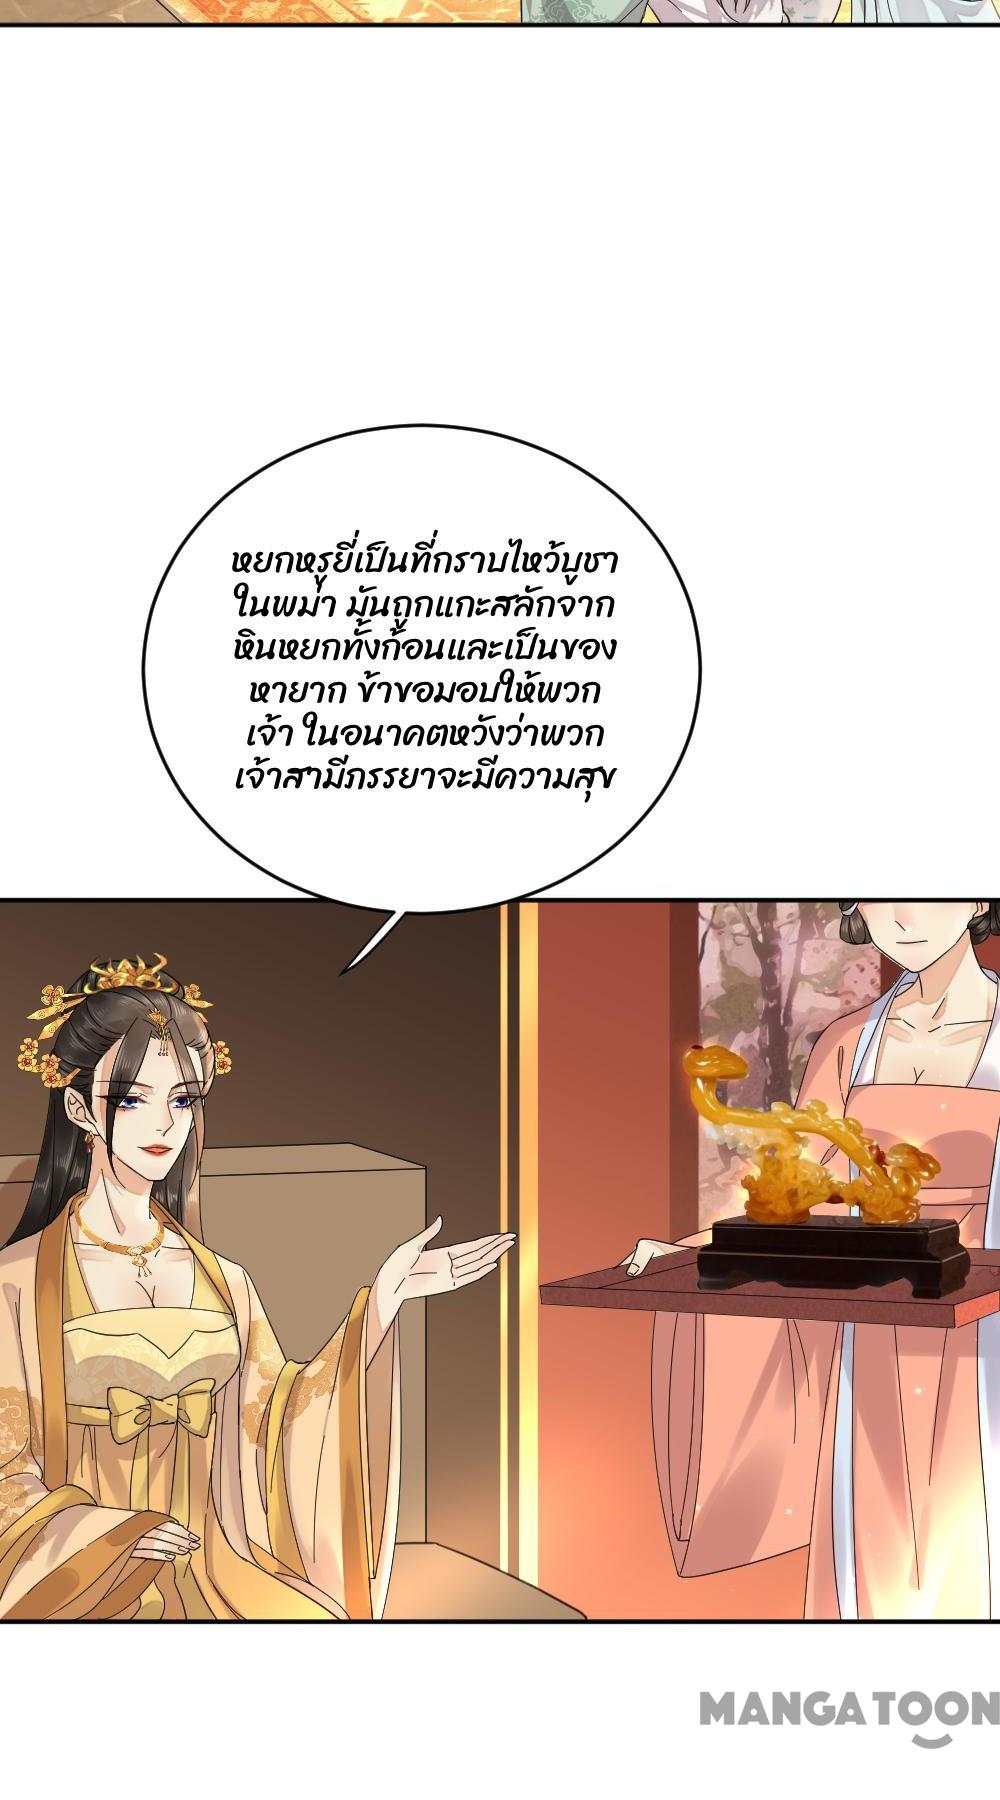 หยกหรูยี่เป็นที่กราบไหว้บูชา
ในพม่า มันถูกแกะสลักจาก
หินหยกทั้งก้อนและเป็นของ
หายาก ข้าขอมอบให้พวก
เจ้า ในอนาคตหวังว่าพวก
เจ้าสามีภรรยาจะมีความสุข
MANGATOON